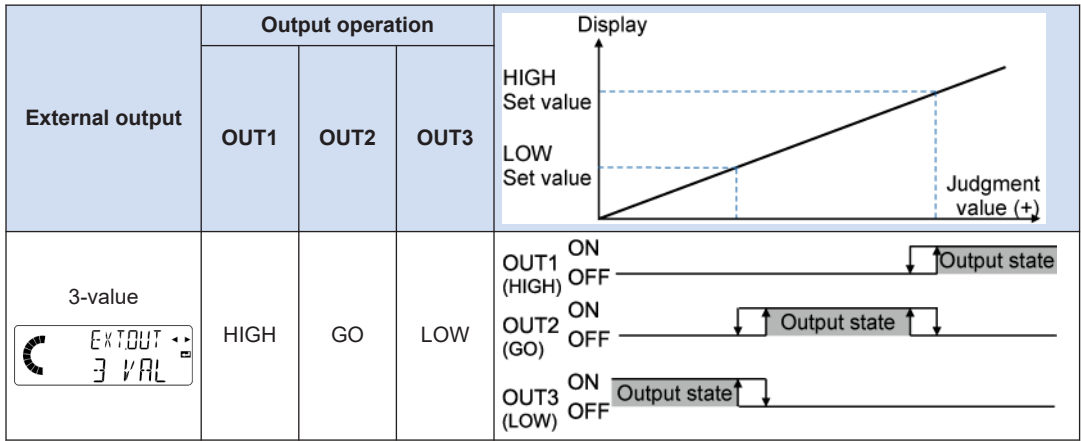 External output
Output operation
OUT1
OUT2
OUT3
Display
HIGH
Set value
LOW
Set value
Judgment
value (+)
3-value
EXTOUT
3 VAL
HIGH
GO
LOW
OUT1
(HIGH)
ON
OFF
Output state
OUT2
(GO)
ON
OFF
Output state
OUT3
(LOW)
ON
OFF
Output state